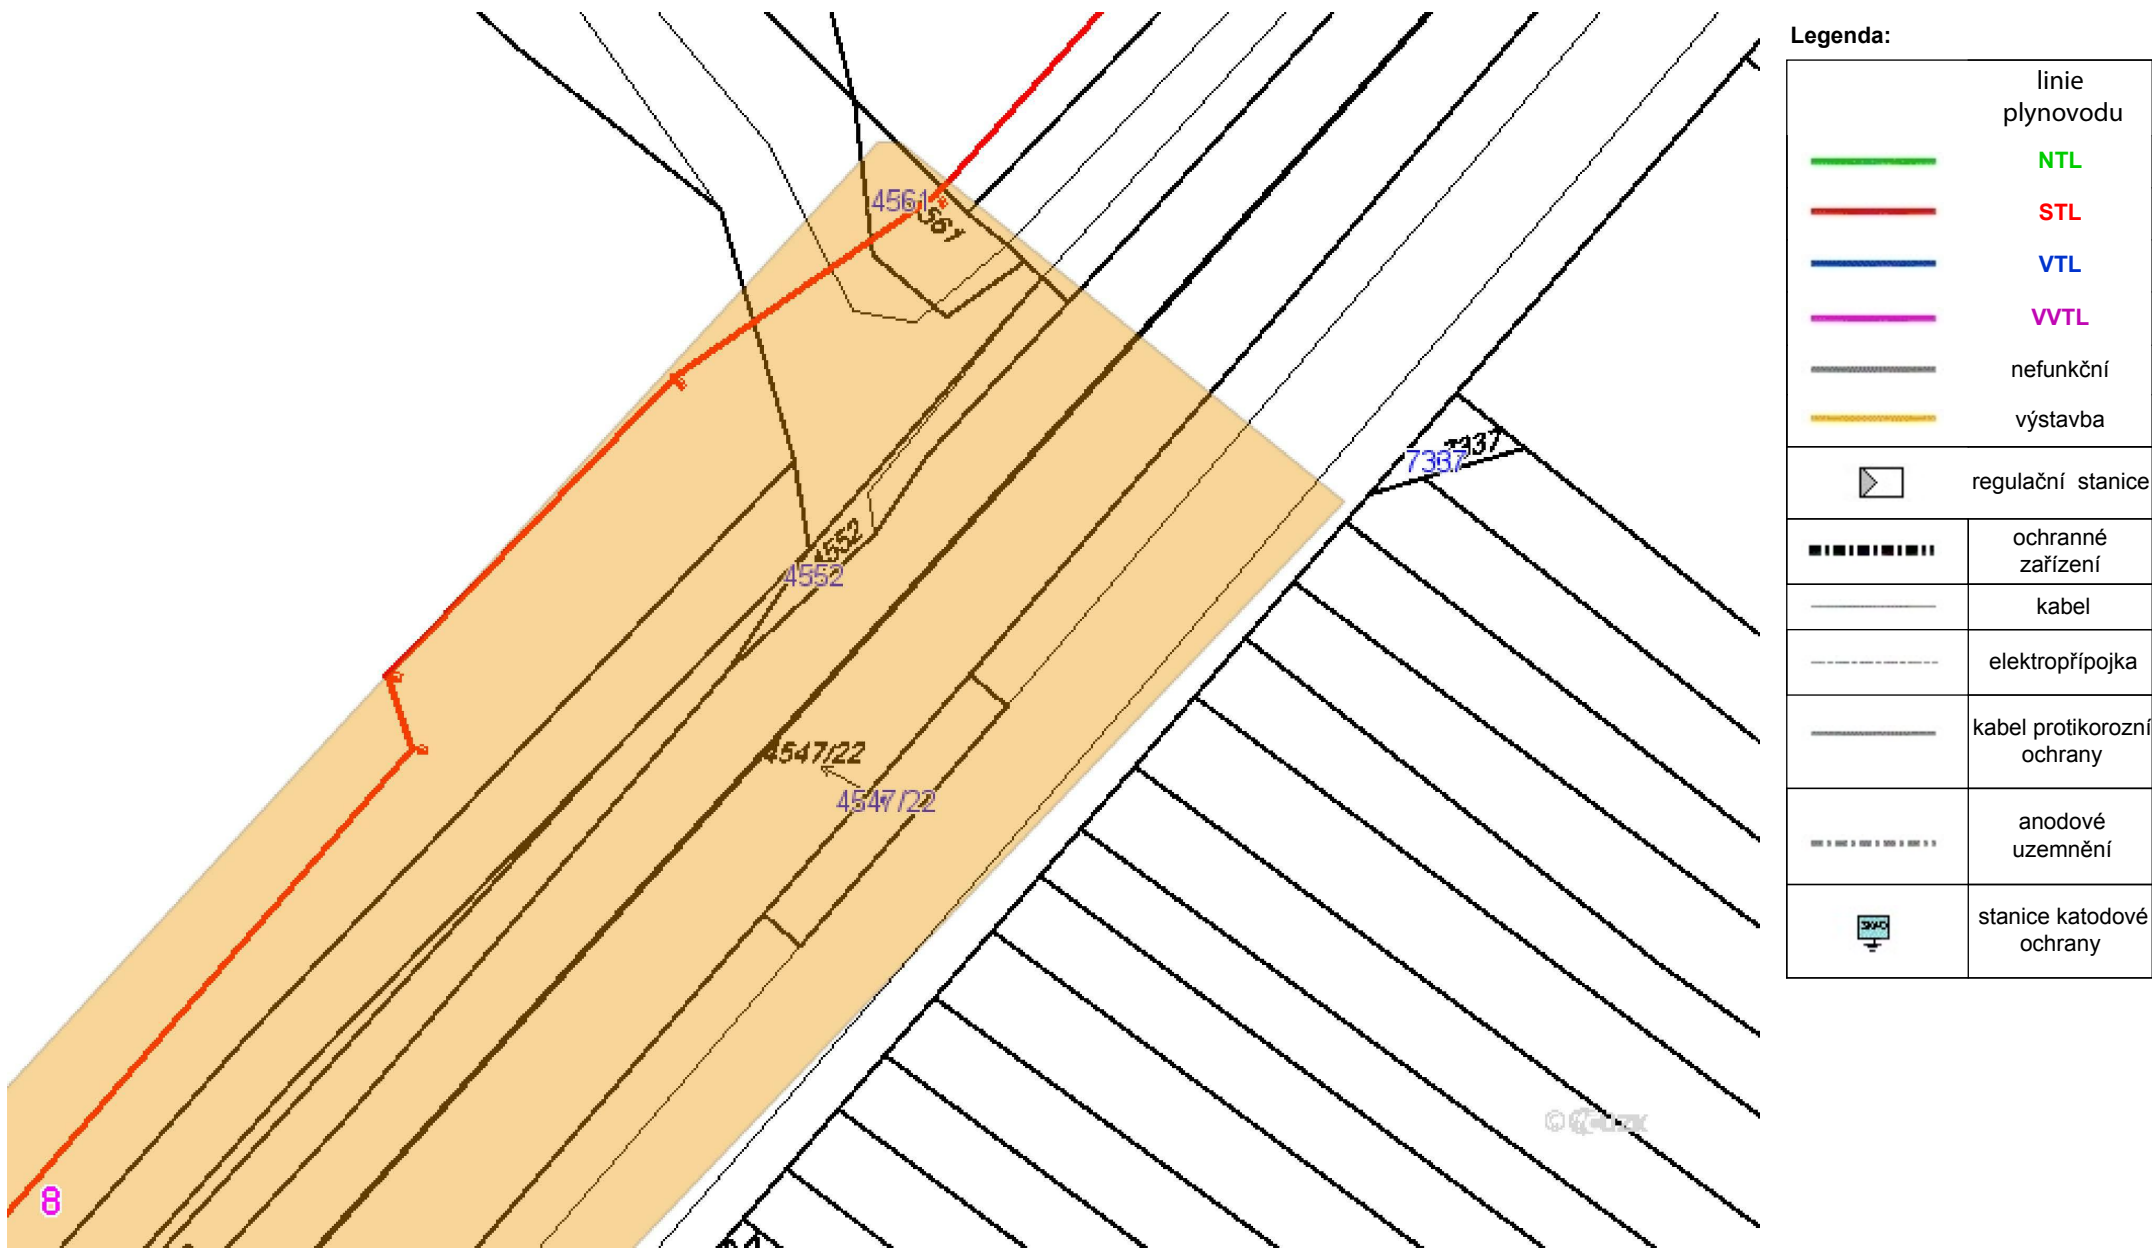 4561
561
7337
7337
4552
4552
4547/22
4547/22
8
Legenda:
linie
plynovodu
NTL
STL
VTL
VVTL
nefunkční
výstavba
regulační stanice
ochranné
zařízení
kabel
elektropřípojka
kabel protikorozní
ochrany
anodové
uzemnění
stanice katodové
ochrany